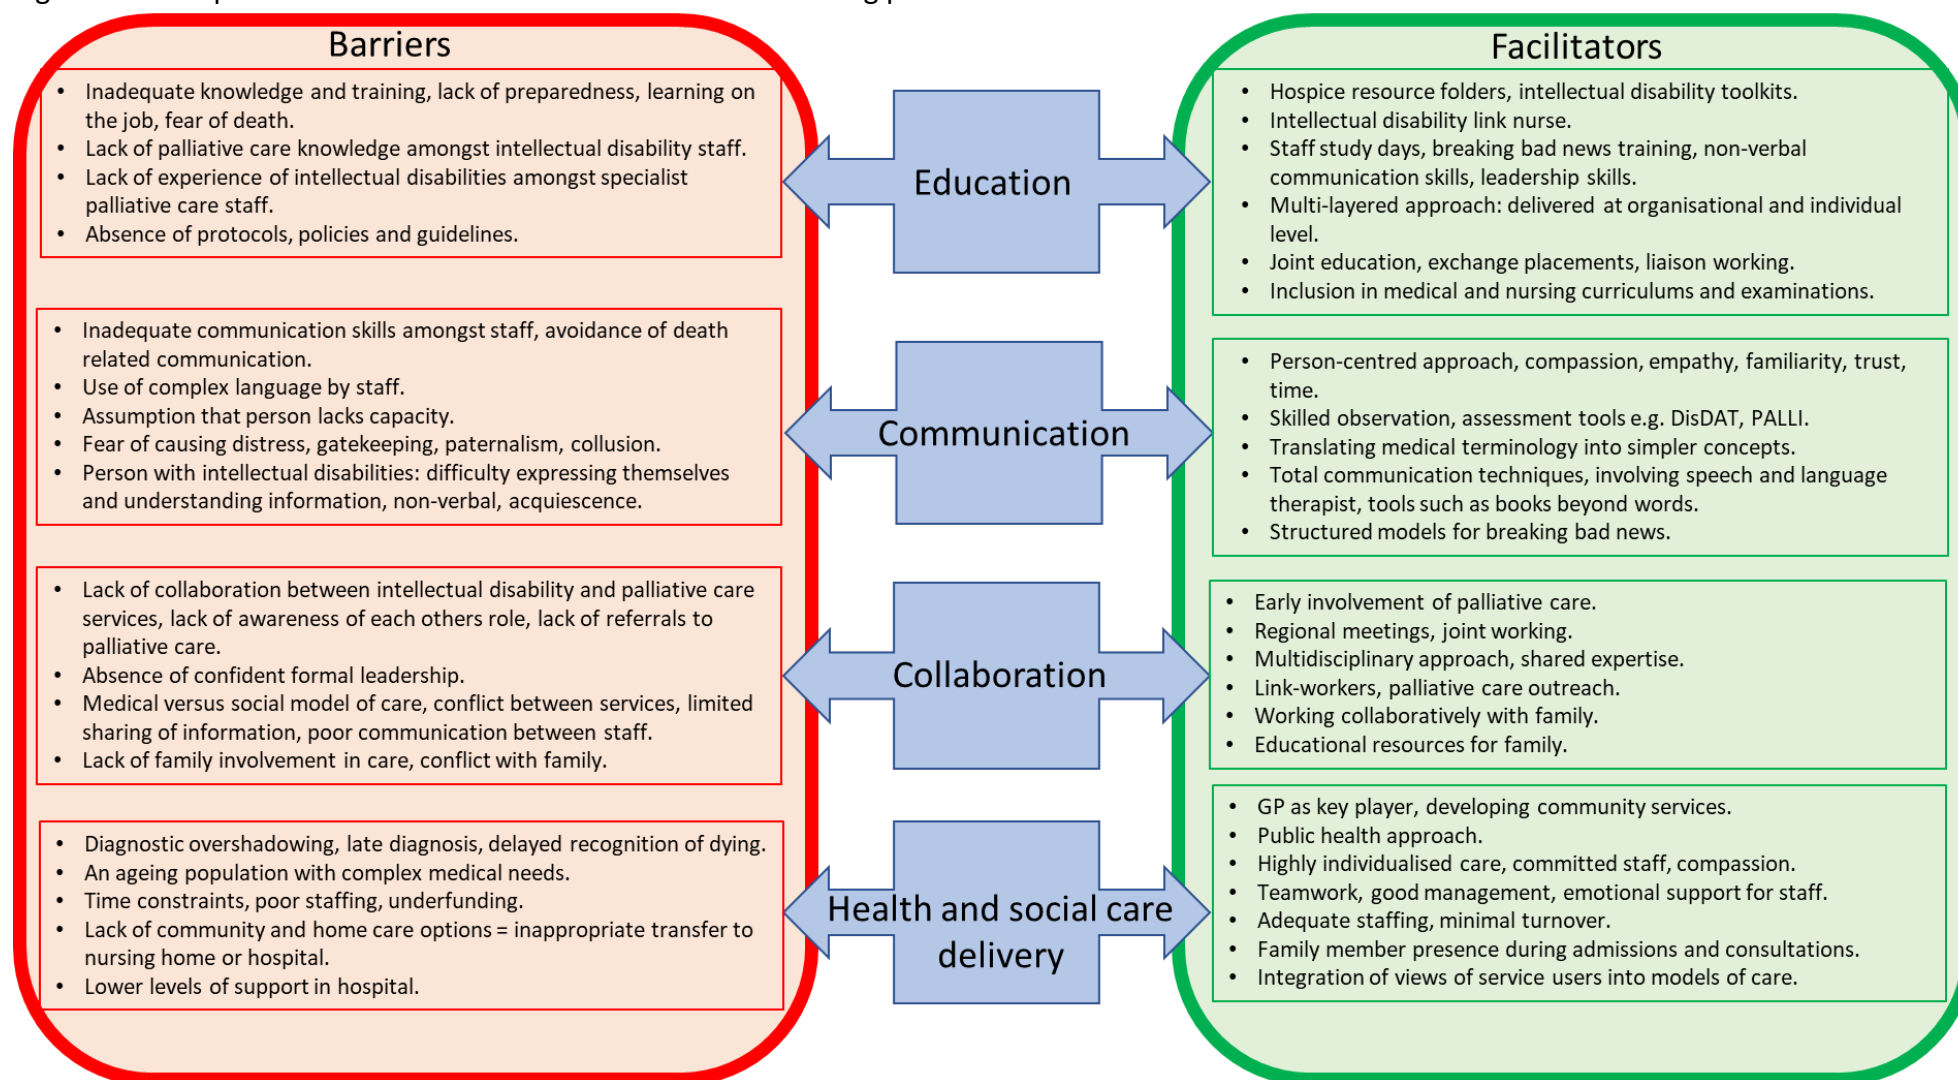 Barriers
• Inadequate knowledge and training, lack of preparedness, learning on
the job, fear of death.
• Lack of palliative care knowledge amongst intellectual disability staff.
• Lack of experience of intellectual disabilities amongst specialist
palliative care staff.
• Absence of protocols, policies and guidelines.
• Inadequate communication skills amongst staff, avoidance of death
related communication.
• Use of complex language by staff.
• Assumption that person lacks capacity.
• Fear of causing distress, gatekeeping, paternalism, collusion.
• Person with intellectual disabilities: difficulty expressing themselves
and understanding information, non-verbal, acquiescence.
• Lack of collaboration between intellectual disability and palliative care
services, lack of awareness of each others role, lack of referrals to
palliative care.
• Absence of confident formal leadership.
• Medical versus social model of care, conflict between services, limited
sharing of information, poor communication between staff.
• Lack of family involvement in care, conflict with family.
• Diagnostic overshadowing, late diagnosis, delayed recognition of dying.
• An ageing population with complex medical needs.
• Time constraints, poor staffing, underfunding.
• Lack of community and home care options = inappropriate transfer to
nursing home or hospital.
• Lower levels of support in hospital.
Education
Communication
Collaboration
Health and social care
delivery
Facilitators
• Hospice resource folders, intellectual disability toolkits.
• Intellectual disability link nurse.
• Staff study days, breaking bad news training, non-verbal
communication skills, leadership skills.
• Multi-layered approach: delivered at organisational and individual
level.
• Joint education, exchange placements, liaison working.
• Inclusion in medical and nursing curriculums and examinations.
• Person-centred approach, compassion, empathy, familiarity, trust,
time.
• Skilled observation, assessment tools e.g. DisDAT, PALLI.
• Translating medical terminology into simpler concepts.
• Total communication techniques, involving speech and language
therapist, tools such as books beyond words.
• Structured models for breaking bad news.
• Early involvement of palliative care.
• Regional meetings, joint working.
• Multidisciplinary approach, shared expertise.
• Link-workers, palliative care outreach.
• Working collaboratively with family.
• Educational resources for family.
• GP as key player, developing community services.
• Public health approach.
• Highly individualised care, committed staff, compassion.
• Teamwork, good management, emotional support for staff.
• Adequate staffing, minimal turnover.
• Family member presence during admissions and consultations.
• Integration of views of service users into models of care.